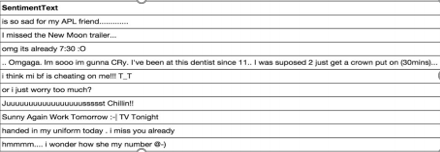 SentimentText
is so sad for my APL friend.............
I missed the New Moon trailer...
omg its already 7:30 :O
.. Omgaga. Im sooo im gunna CRy. I've been at this dentist since 11.. I was suposed 2 just get a crown put on (30mins)...
i think mi bf is cheating on me!!! T_T
or i just worry too much?
Juuuuuuuuuuuuuuuuussssst Chillin!!
Sunny Again Work Tomorrow :-| TV Tonight
handed in my uniform today . i miss you already
hmmmm.... i wonder how she my number @-)